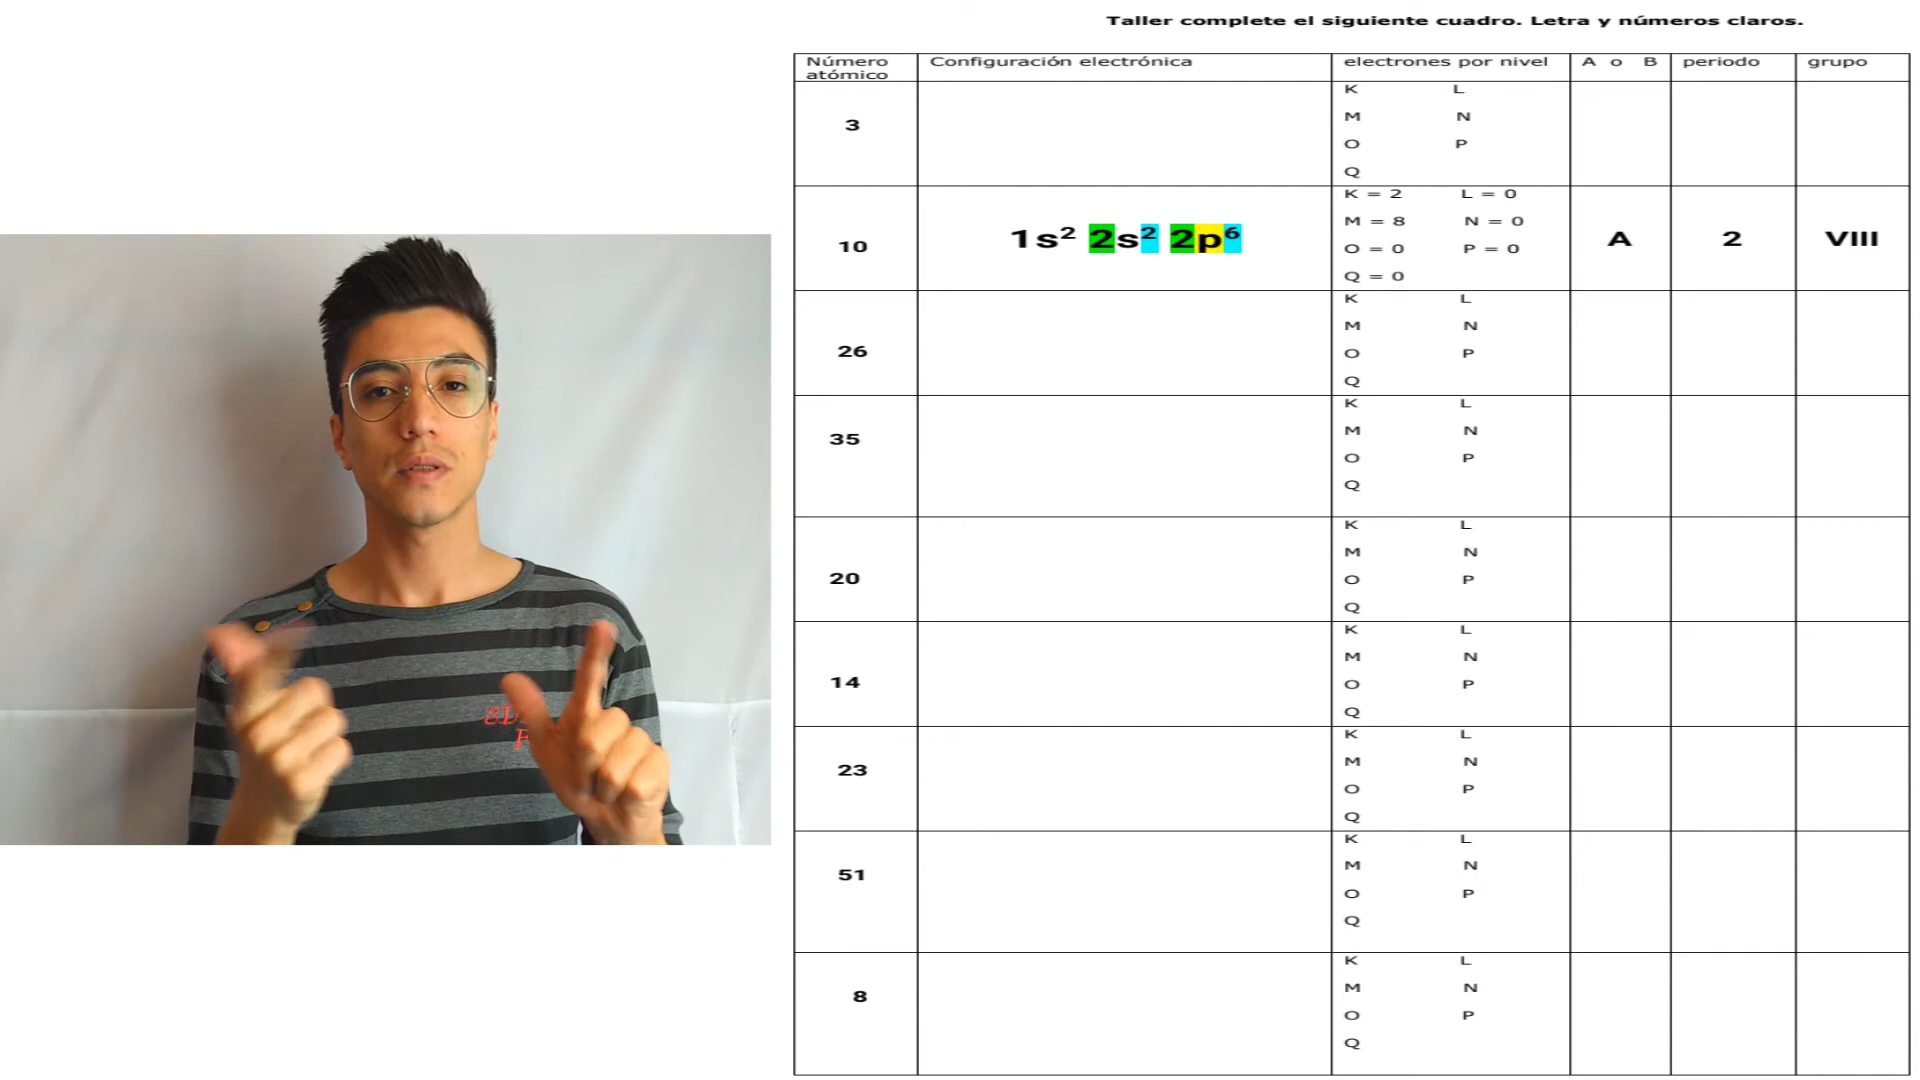 Taller complete el siguiente cuadro. Letra y números claros.
Número atómico Configuración electrónica electrones por nivel A o B periodo grupo
3
K L
M N
O P
Q
10
1s² 2s² 2p⁶
K = 2 L = 0
M = 8 N = 0
O = 0 P = 0
Q = 0
A 2 VIII
26
K L
M N
O P
Q
35
K L
M N
O P
Q
20
K L
M N
O P
Q
14
K L
M N
O P
Q
23
K L
M N
O P
Q
51
K L
M N
O P
Q
8
K L
M N
O P
Q